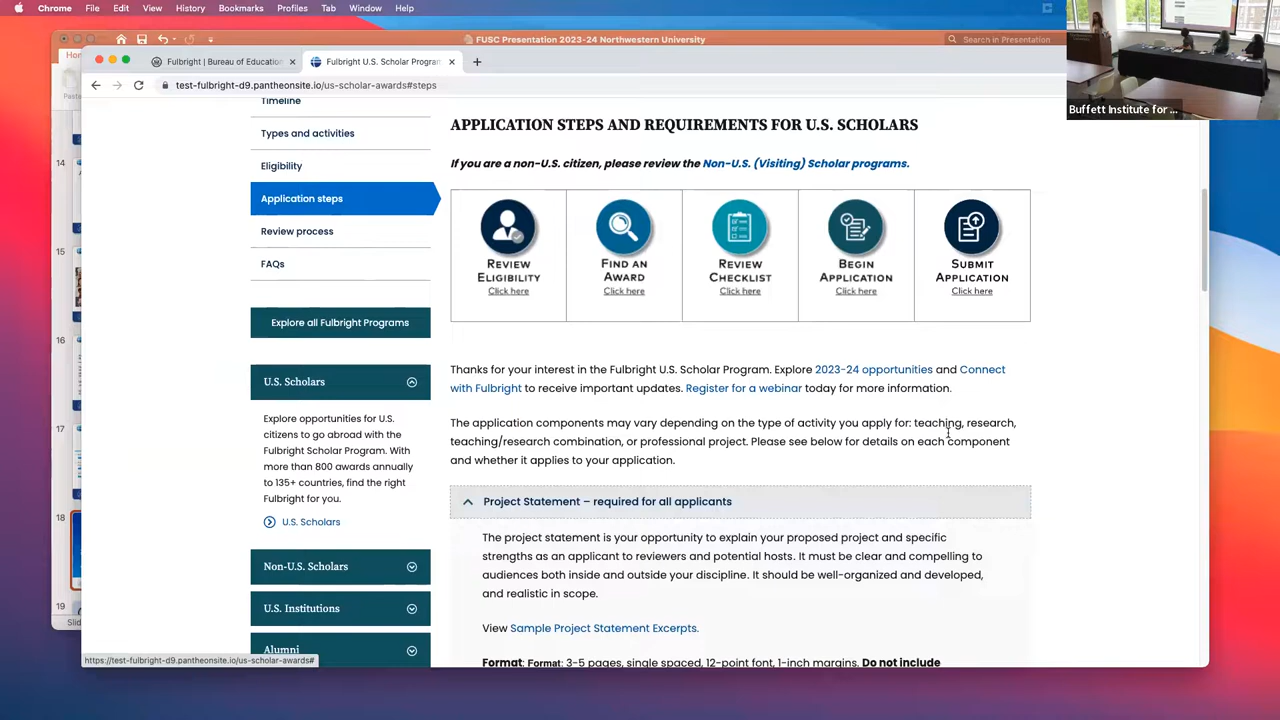 Chrome File Edit View History Bookmarks Profiles Tab Window Help
FUSC Presentation 2023-24 Northwestern University
Search in Presentation
Fulbright | Bureau of Educatio
Fulbright U.S. Scholar Program
test-fulbright-d9.pantheonsite.io/us-scholar-awards#steps
Buffett Institute for ...
14
15
16
17
18
19
Timeline
Types and activities
Eligibility
Application steps
Review process
FAQs
Explore all Fulbright Programs
U.S. Scholars
Explore opportunities for U.S.
citizens to go abroad with the
Fulbright Scholar Program. With
more than 800 awards annually
to 135+ countries, find the right
Fulbright for you.
U.S. Scholars
Non-U.S. Scholars
U.S. Institutions
Alumni
APPLICATION STEPS AND REQUIREMENTS FOR U.S. SCHOLARS
If you are a non-U.S. citizen, please review the Non-U.S. (Visiting) Scholar programs.
REVIEW
ELIGIBILITY
Click here
FIND AN
AWARD
Click here
REVIEW
CHECKLIST
Click here
BEGIN
APPLICATION
Click here
SUBMIT
APPLICATION
Click here
Thanks for your interest in the Fulbright U.S. Scholar Program. Explore 2023-24 opportunities and Connect
with Fulbright to receive important updates. Register for a webinar today for more information.
The application components may vary depending on the type of activity you apply for: teaching, research,
teaching/research combination, or professional project. Please see below for details on each component
and whether it applies to your application.
Project Statement – required for all applicants
The project statement is your opportunity to explain your proposed project and specific
strengths as an applicant to reviewers and potential hosts. It must be clear and compelling to
audiences both inside and outside your discipline. It should be well-organized and developed,
and realistic in scope.
View Sample Project Statement Excerpts.
Format: Format: 3-5 pages, single spaced, 12-point font, 1-inch margins. Do not include
https://test-fulbright-d9.pantheonsite.io/us-scholar-awards#